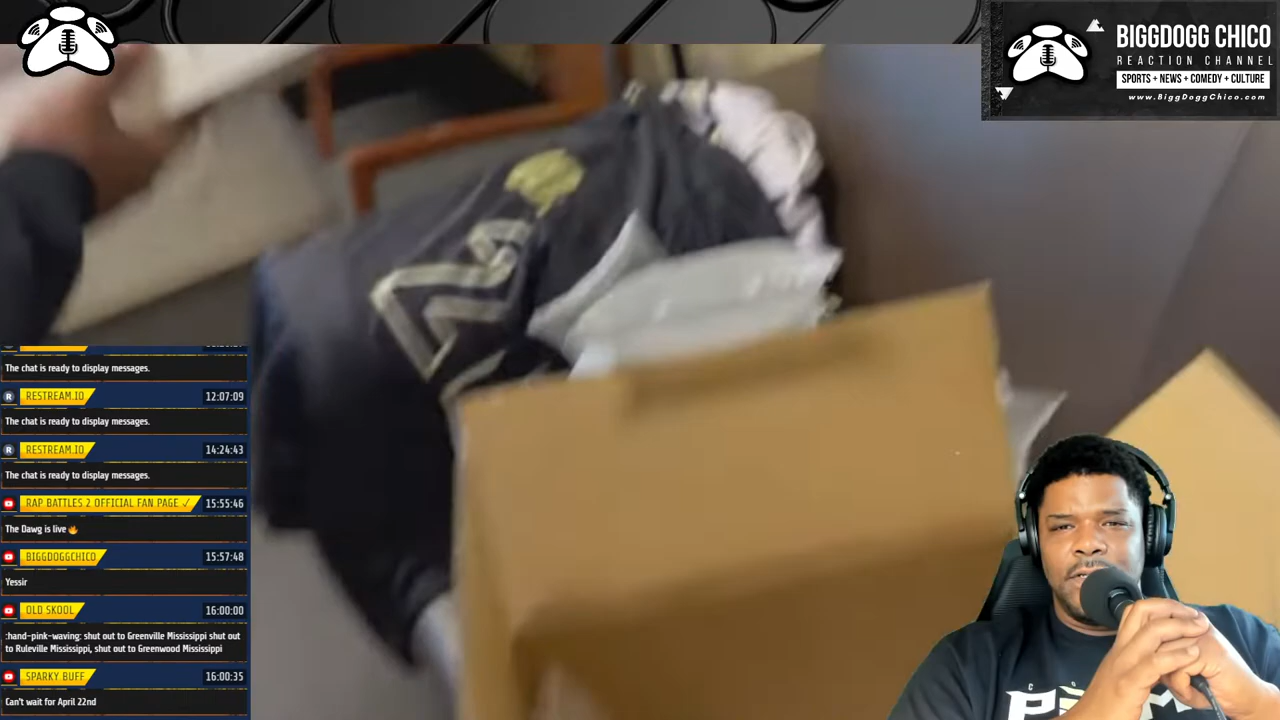 BIGGDOGG CHICO
REACTION CHANNEL
SPORTS + NEWS + COMEDY + CULTURE
www.BiggDoggChico.com
The chat is ready to display messages.
RESTREAM.IO 12:07:09
The chat is ready to display messages.
RESTREAM.IO 14:24:43
The chat is ready to display messages.
RAP BATTLES 2 OFFICIAL FAN PAGE ✓ 15:55:46
The Dawg is live🔥
BIGGDOGGCHICO 15:57:48
Yessir
OLD SKOOL 16:00:00
:hand-pink-waving: shut out to Greenville Mississippi shut out
to Ruleville Mississippi, shut out to Greenwood Mississippi
SPARKY BUFF 16:00:35
Can't wait for April 22nd